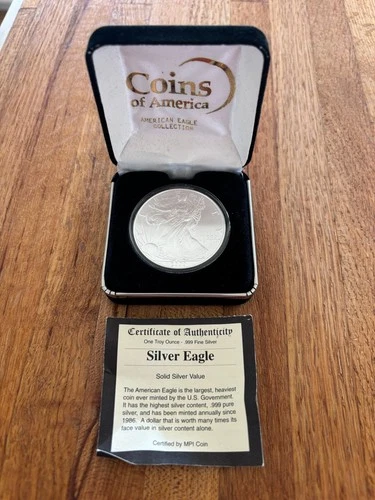 Coins
of America
AMERICAN EAGLE
COLLECTION
Certificate of Authenticity
One Troy Ounce - .999 Fine Silver
Silver Eagle
Solid Silver Value
The American Eagle is the largest, heaviest
coin ever minted by the U.S. Government.
It has the highest silver content, .999 pure
silver, and has been minted annually since
1986. A dollar that is worth many times its
face value in silver content alone.
Certified by MPI Coin